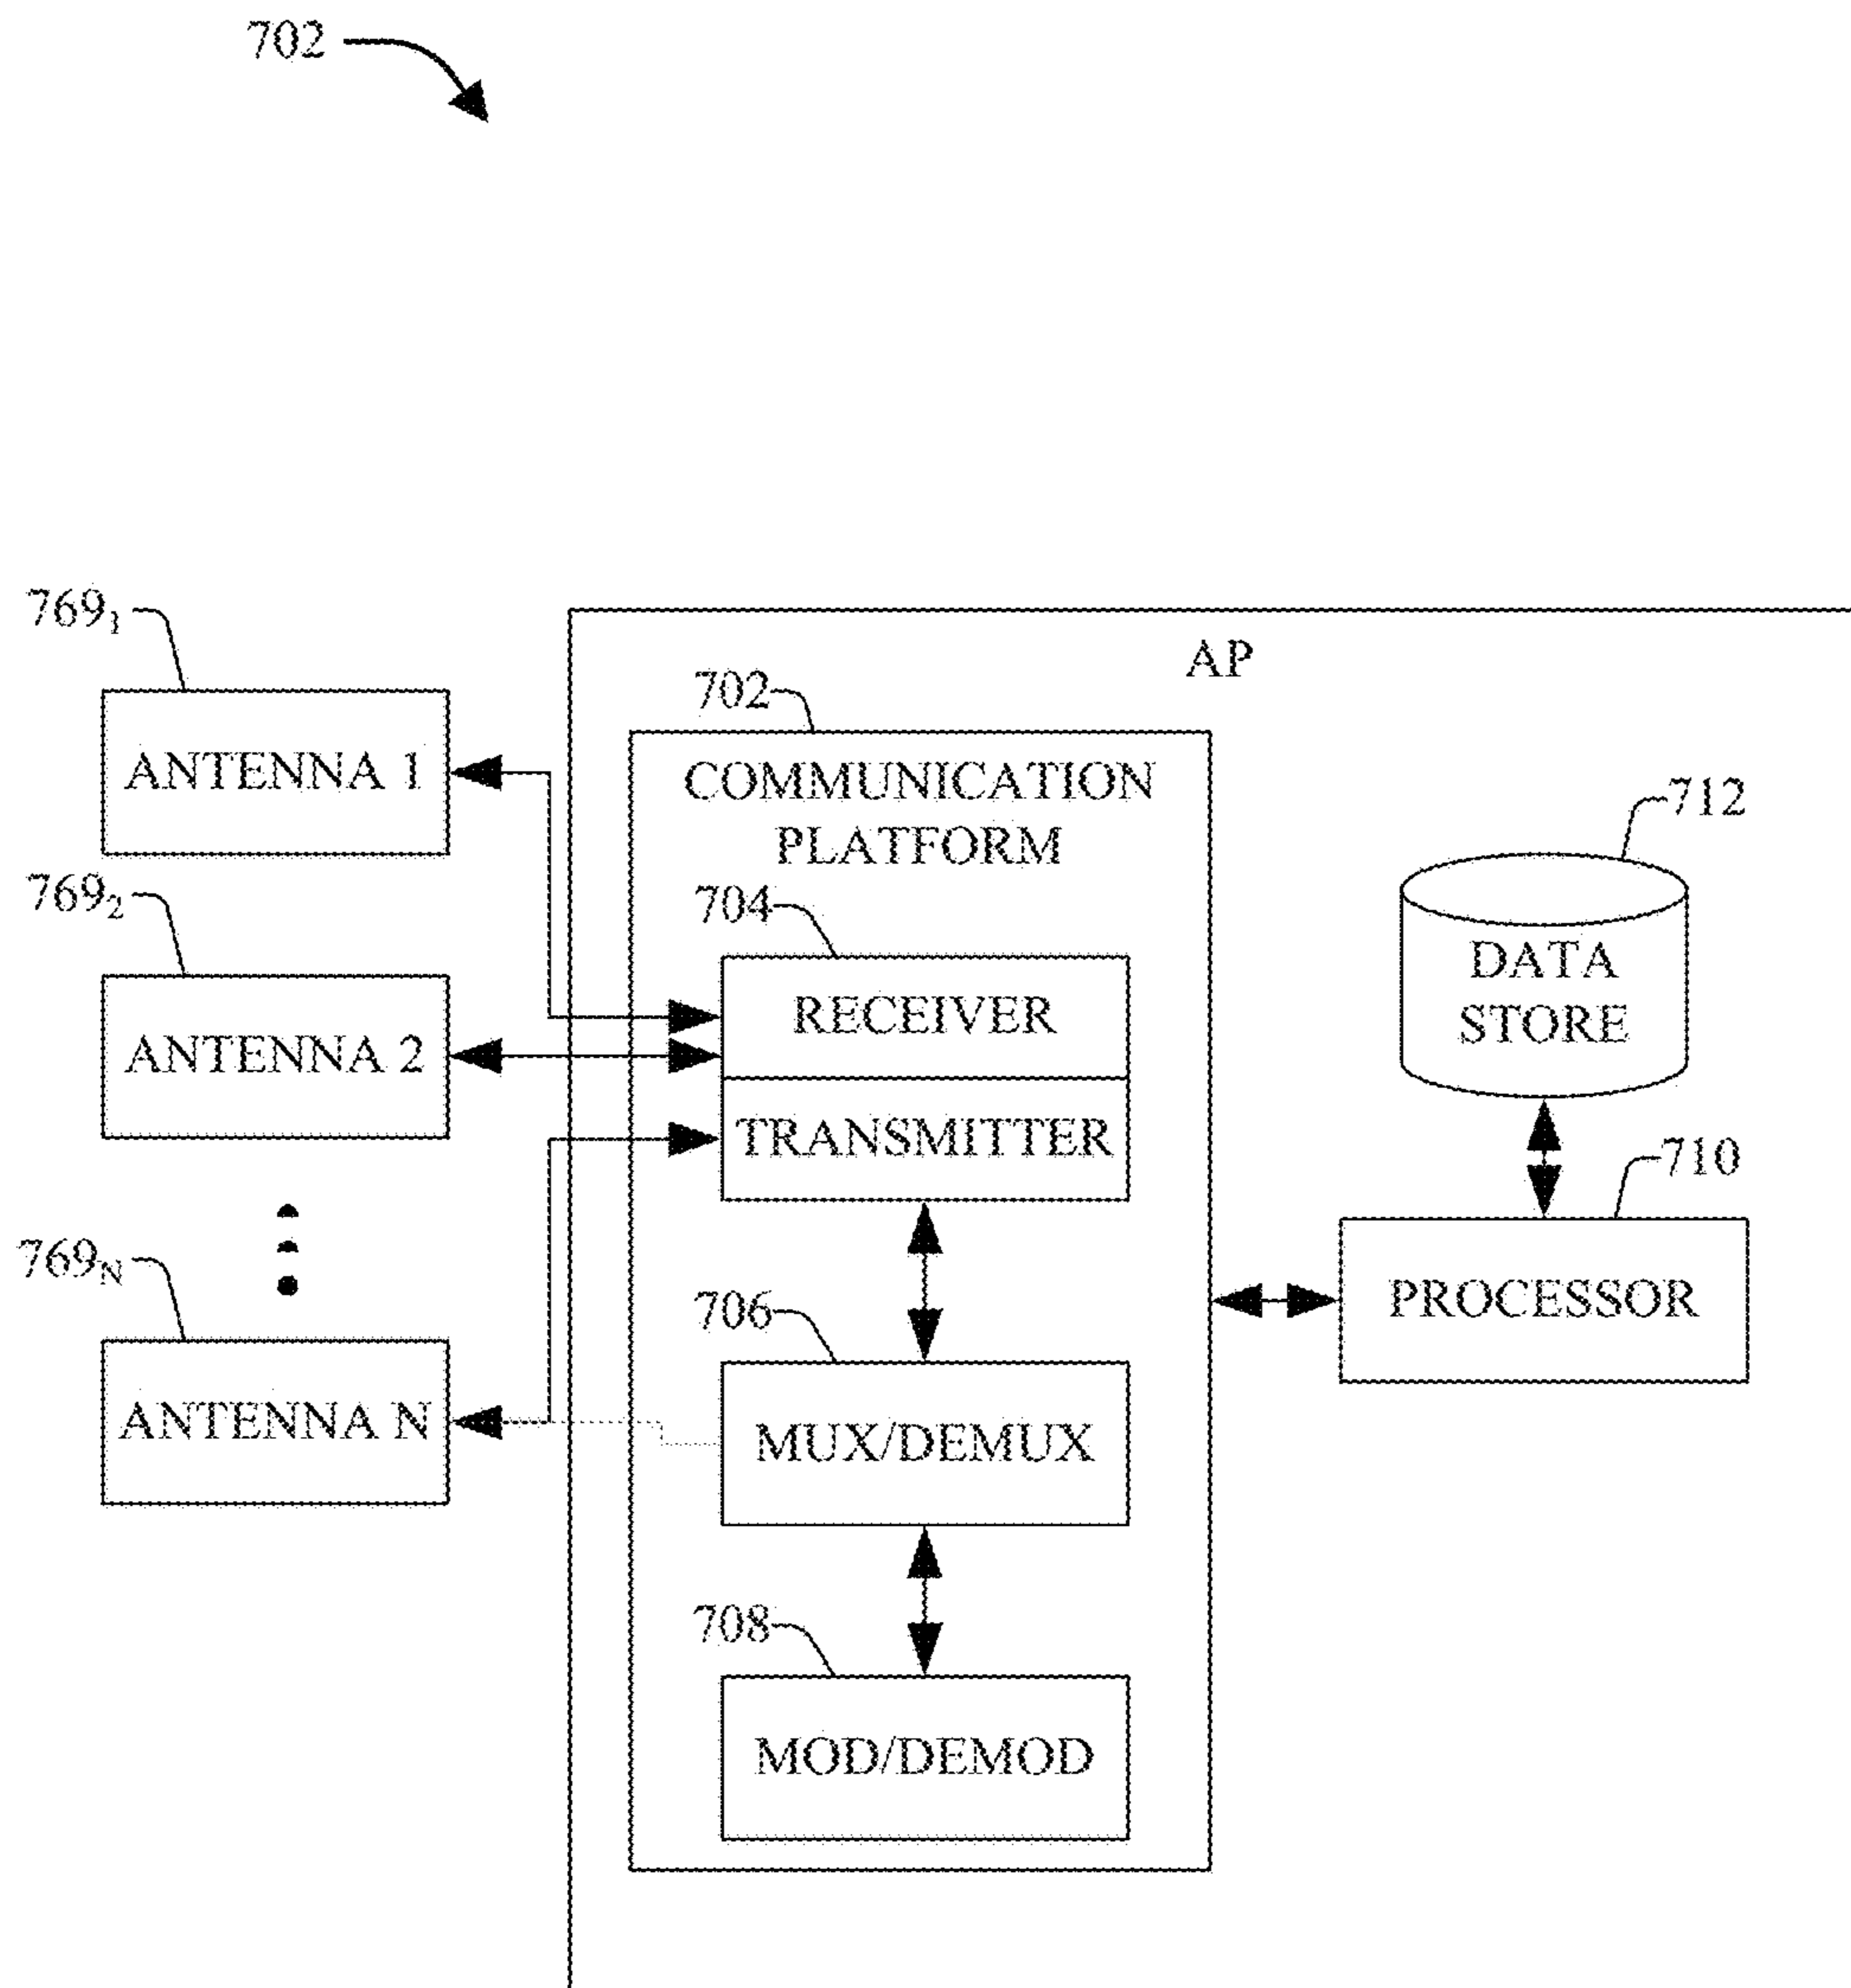 702
769₁
AP
702
ANTENNA 1
COMMUNICATION
PLATFORM
712
769₂
704
DATA
STORE
RECEIVER
ANTENNA 2
TRANSMITTER
710
769N
706
PROCESSOR
ANTENNA N
MUX/DEMUX
708
MOD/DEMOD